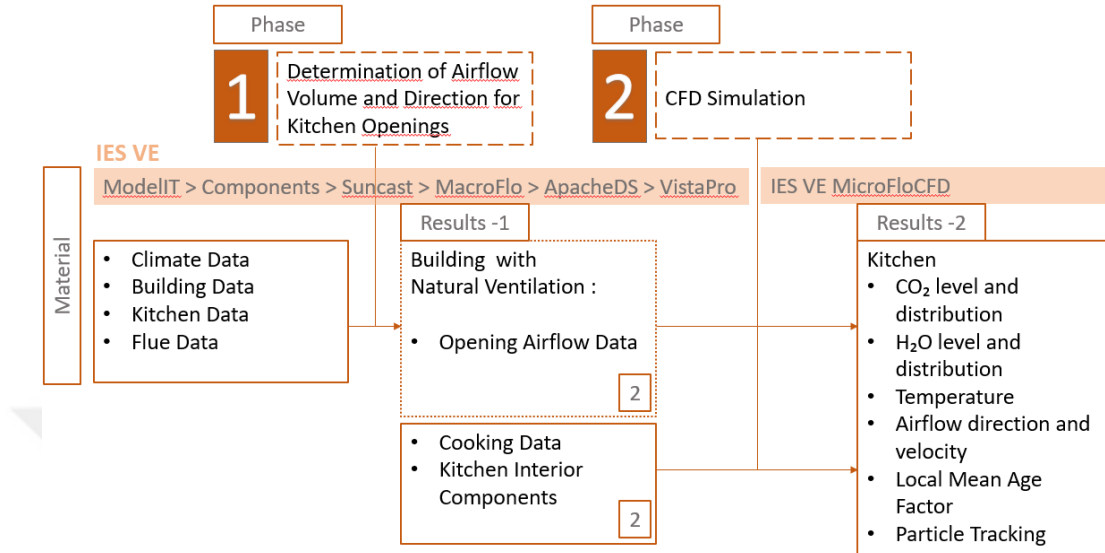 Phase
1
Determination of Airflow
Volume and Direction for
Kitchen Openings
Phase
2
CFD Simulation
IES VE
ModelIT > Components > Suncast > MacroFlo > ApacheDS > VistaPro
IES VE MicroFloCFD
Material
• Climate Data
• Building Data
• Kitchen Data
• Flue Data
Results -1
Building with
Natural Ventilation :
• Opening Airflow Data
2
• Cooking Data
• Kitchen Interior
Components
2
Results -2
Kitchen
• CO₂ level and
distribution
• H₂O level and
distribution
• Temperature
• Airflow direction and
velocity
• Local Mean Age
Factor
• Particle Tracking